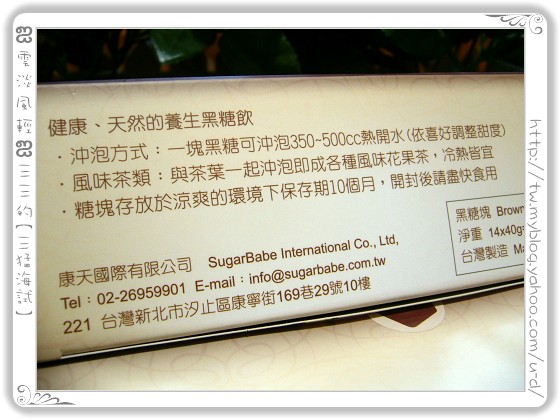 健康、天然的養生黑糖飲
．沖泡方式：一塊黑糖可沖泡350~500cc熱開水(依喜好調整甜度)
．風味茶類：與茶葉一起沖泡即成各種風味花果茶，冷熱皆宜
．糖塊存放於涼爽的環境下保存期10個月，開封後請盡快食用
康天國際有限公司 SugarBabe International Co., Ltd,
Tel：02-26959901 E-mail：info@sugarbabe.com.tw
221 台灣新北市汐止區康寧街169巷29號10樓
黑糖塊 Brown
淨重 14x40g
台灣製造 Ma
雲淡風輕 三三的【三猛海試】
http://tw.myblog.yahoo.com/u-d/